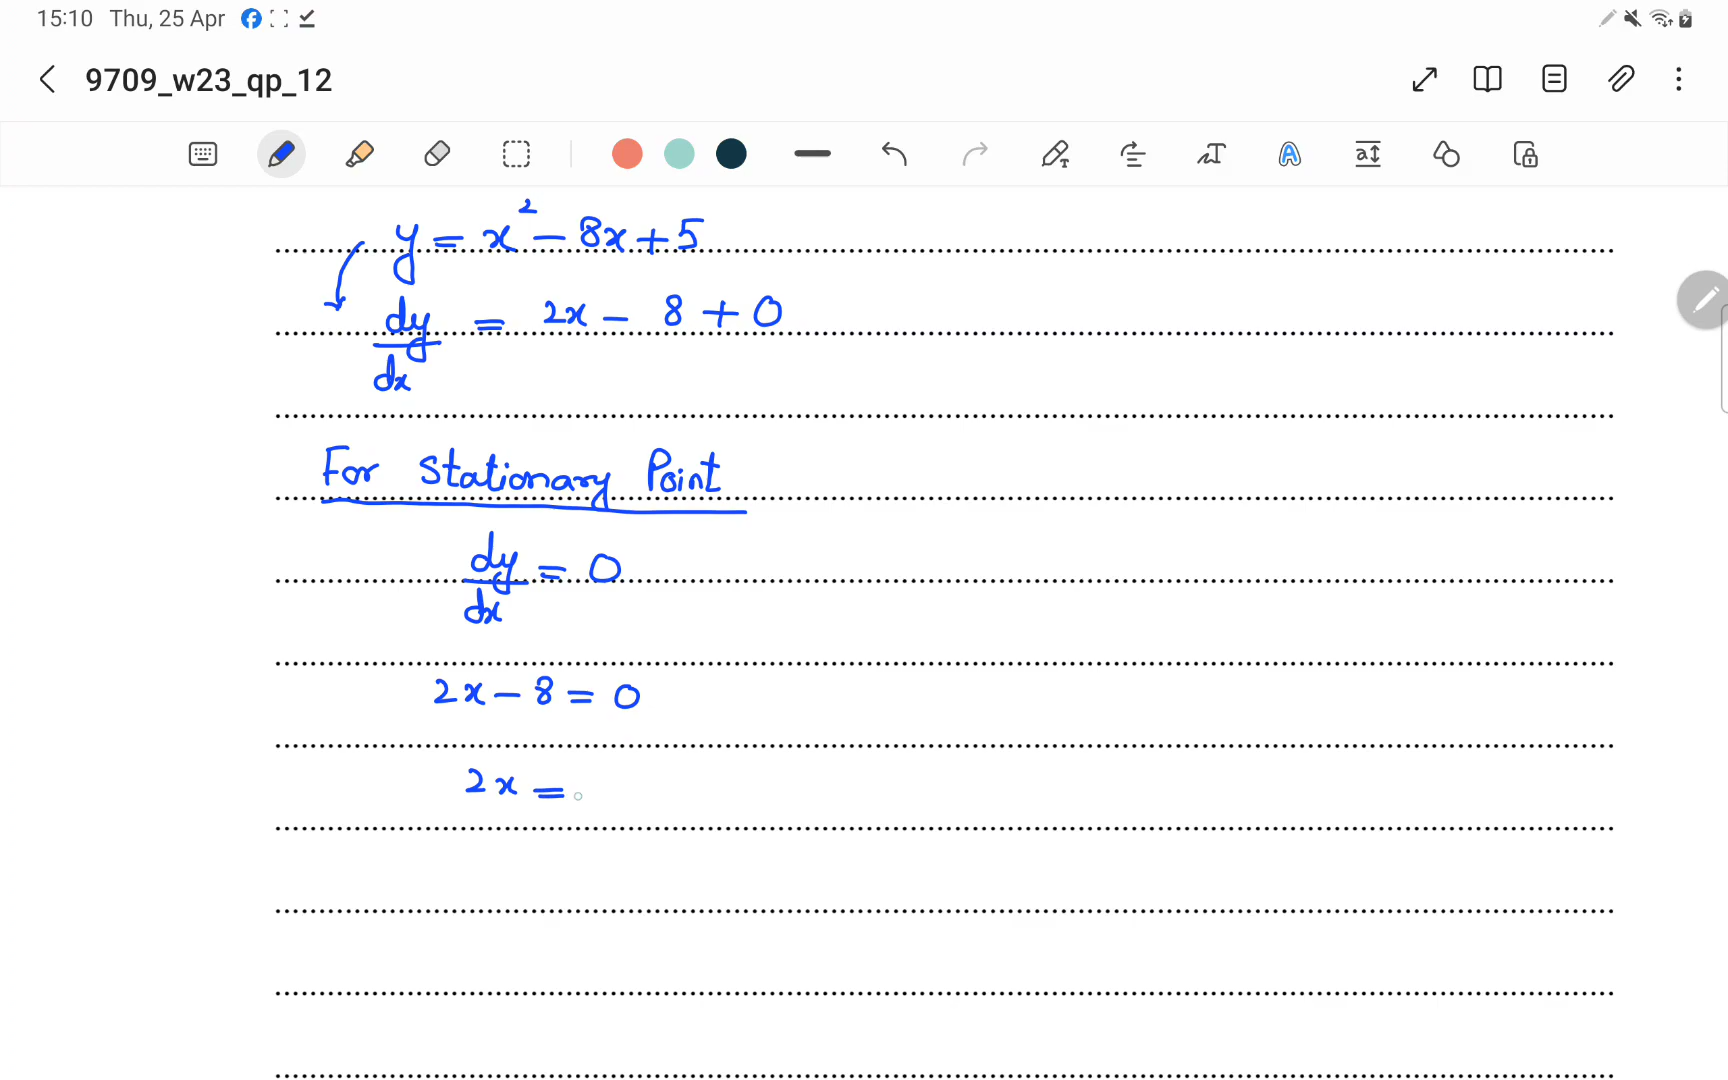 15:10 Thu, 25 Apr
9709_w23_qp_12
y = x² - 8x + 5
dy/dx = 2x - 8 + 0
For Stationary Point
dy/dx = 0
2x - 8 = 0
2x =